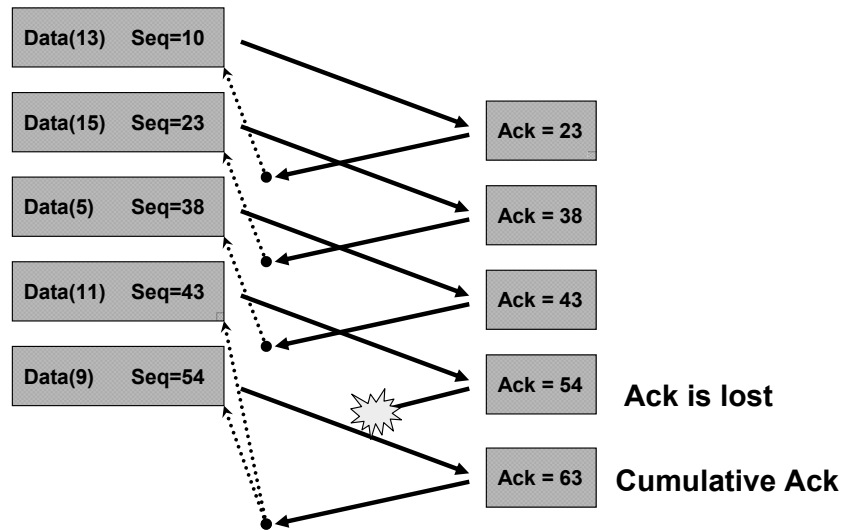 Data(13) Seq=10
Ack = 23
Data(15) Seq=23
Ack = 38
Data(5) Seq=38
Ack = 43
Data(11) Seq=43
Ack = 54
Ack is lost
Data(9) Seq=54
Ack = 63
Cumulative Ack